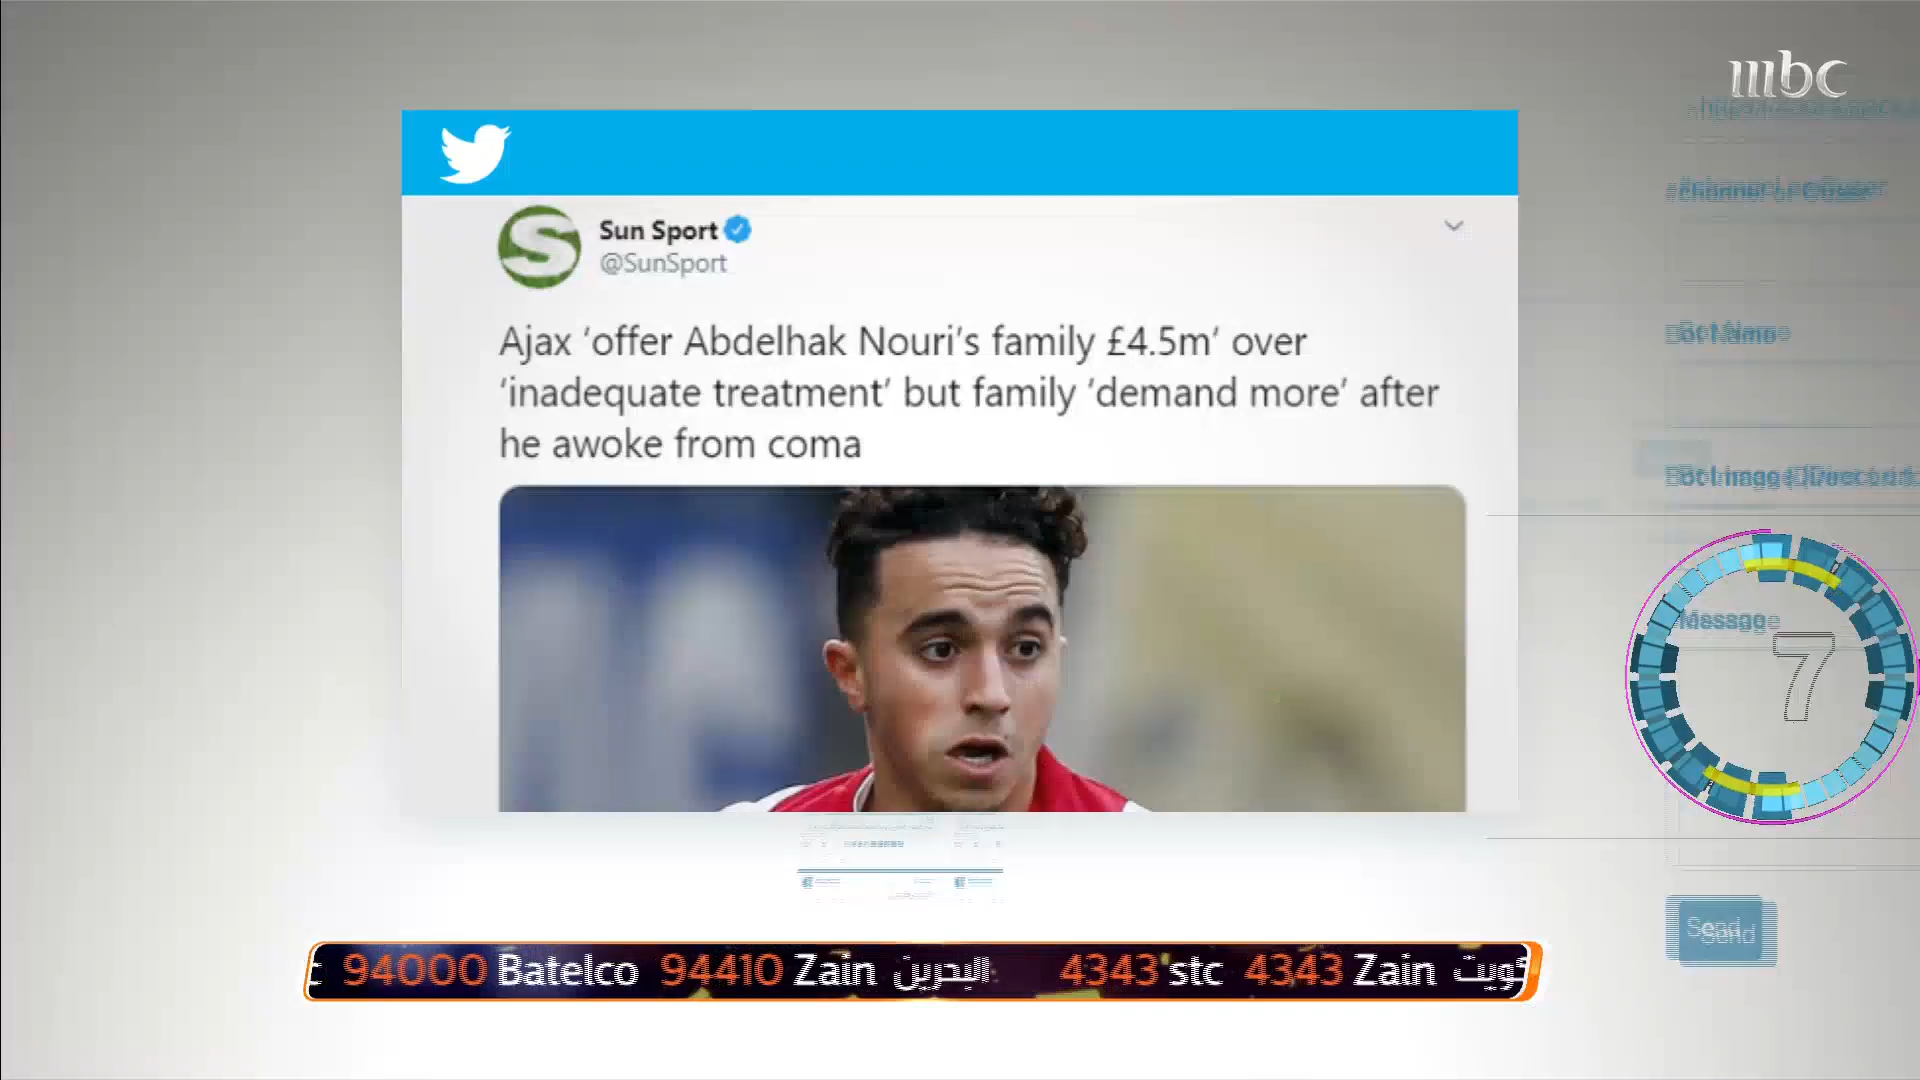 mbc
Sun Sport
@SunSport
Ajax ‘offer Abdelhak Nouri’s family £4.5m’ over
‘inadequate treatment’ but family ‘demand more’ after
he awoke from coma
Message
7
Send
94000 Batelco 94410 Zain البحرين 4343 stc 4343 Zain